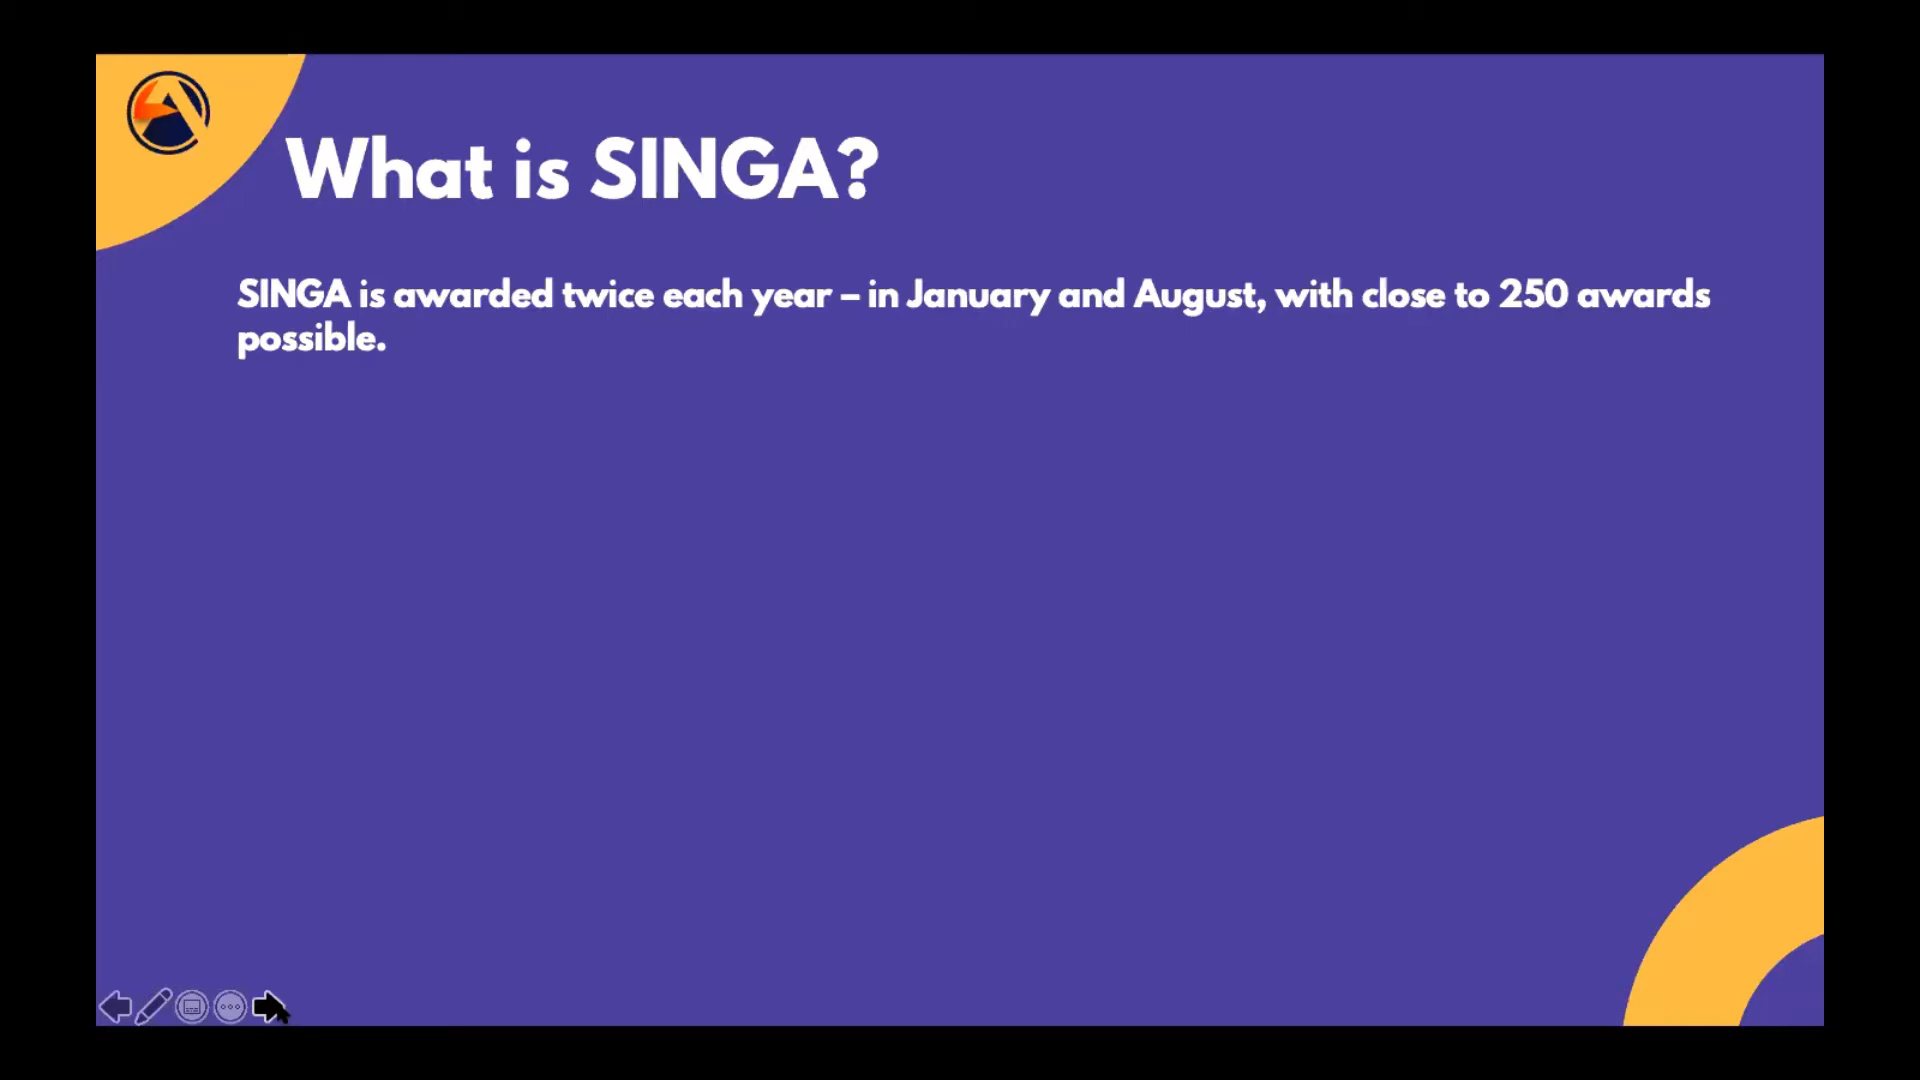 What is SINGA?
SINGA is awarded twice each year – in January and August, with close to 250 awards
possible.